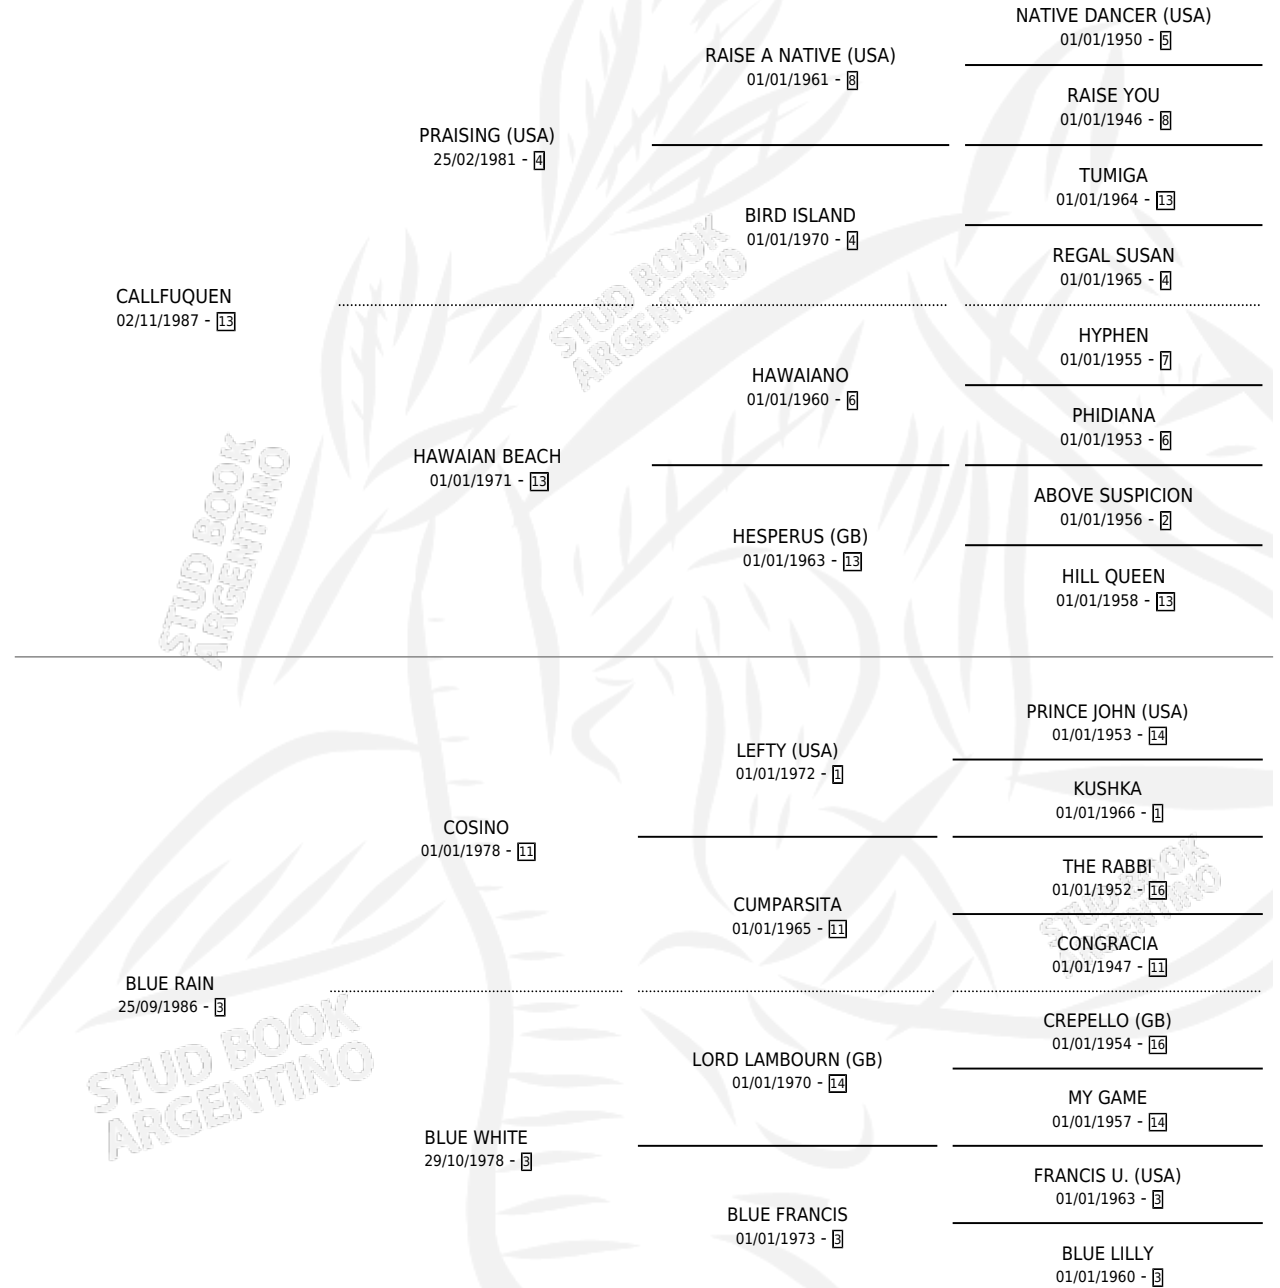 NATIVE DANCER (USA)
01/01/1950 - 5
RAISE A NATIVE (USA)
01/01/1961 - 8
RAISE YOU
01/01/1946 - 8
PRAISING (USA)
25/02/1981 - 4
TUMIGA
01/01/1964 - 13
BIRD ISLAND
01/01/1970 - 4
REGAL SUSAN
01/01/1965 - 4
CALLFUQUEN
02/11/1987 - 13
HYPHEN
01/01/1955 - 7
HAWAIANO
01/01/1960 - 6
PHIDIANA
01/01/1953 - 6
HAWAIAN BEACH
01/01/1971 - 13
ABOVE SUSPICION
01/01/1956 - 2
HESPERUS (GB)
01/01/1963 - 13
HILL QUEEN
01/01/1958 - 13
STUD BOOK
ARGENTINO
STUD BOOK
ARGENTINO
PRINCE JOHN (USA)
01/01/1953 - 14
LEFTY (USA)
01/01/1972 - 1
KUSHKA
01/01/1966 - 1
COSINO
01/01/1978 - 11
THE RABBI
01/01/1952 - 16
CUMPARSITA
01/01/1965 - 11
CONGRACIA
01/01/1947 - 11
STUD BOOK
ARGENTINO
BLUE RAIN
25/09/1986 - 3
CREPELLO (GB)
01/01/1954 - 16
LORD LAMBOURN (GB)
01/01/1970 - 14
MY GAME
01/01/1957 - 14
BLUE WHITE
29/10/1978 - 3
FRANCIS U. (USA)
01/01/1963 - 3
BLUE FRANCIS
01/01/1973 - 3
BLUE LILLY
01/01/1960 - 3
STUD BOOK
ARGENTINO